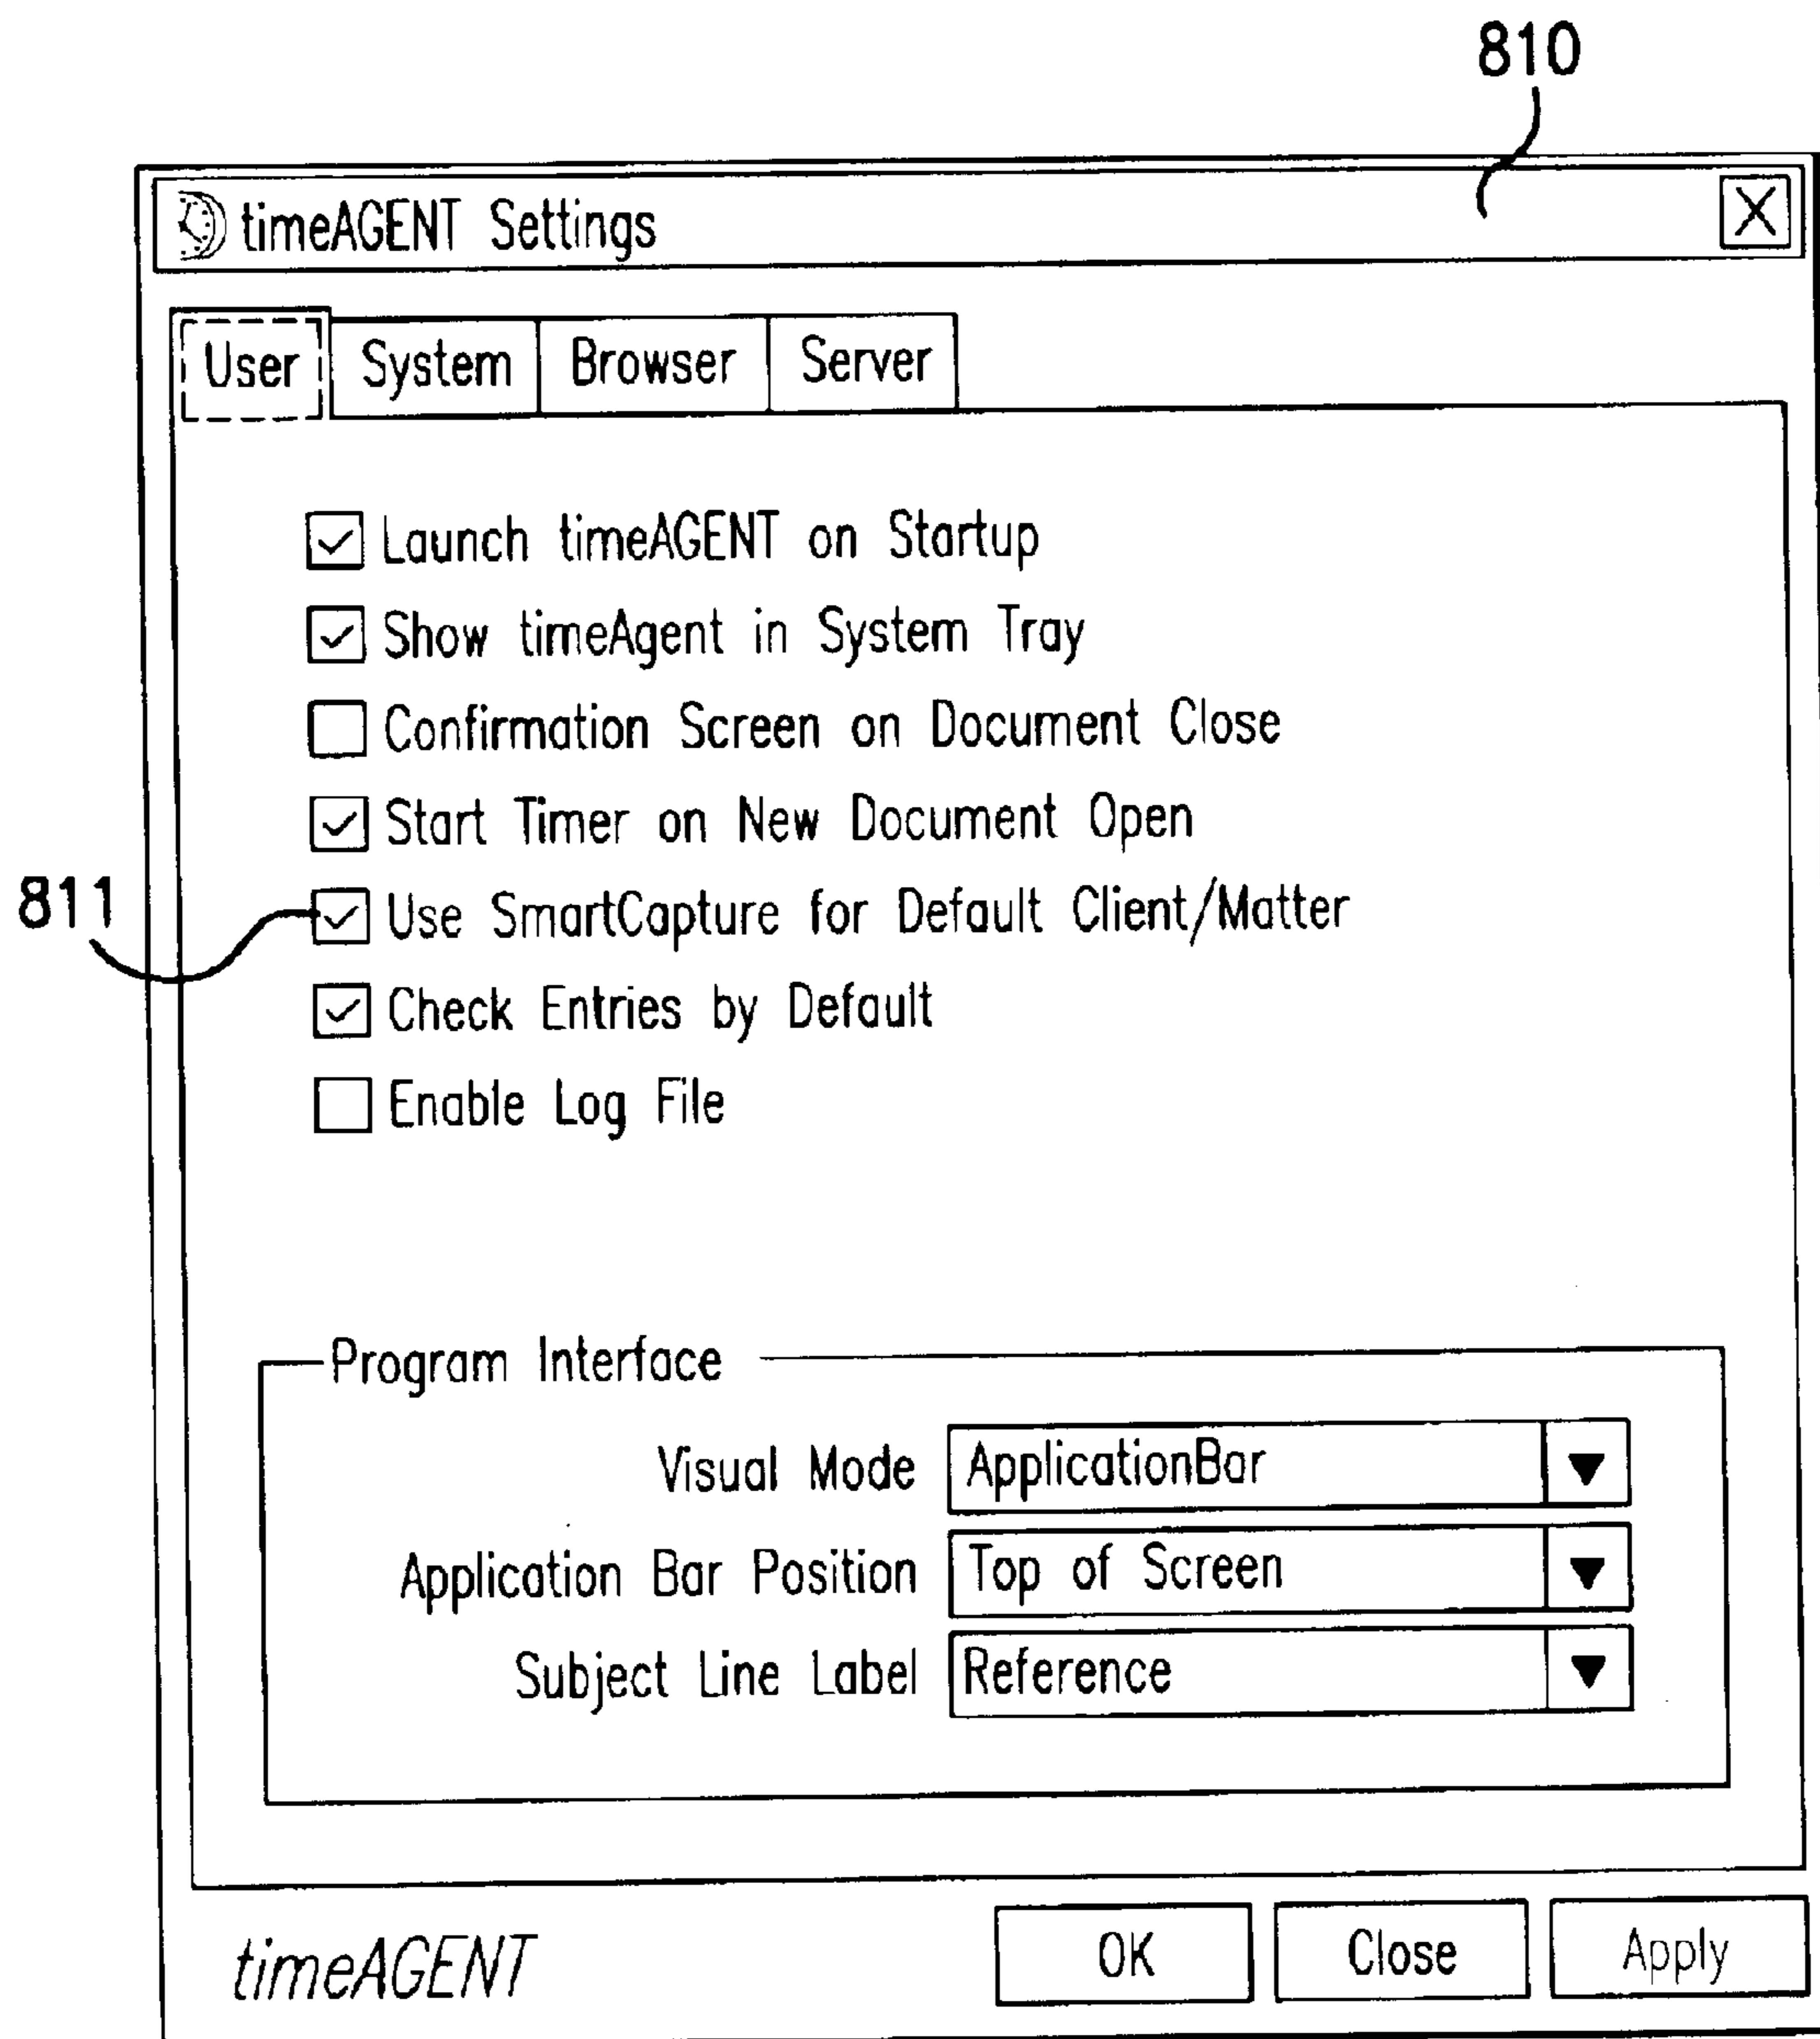 810
timeAGENT Settings
User System Browser Server
Launch timeAGENT on Startup
Show timeAgent in System Tray
Confirmation Screen on Document Close
Start Timer on New Document Open
811
Use SmartCapture for Default Client/Matter
Check Entries by Default
Enable Log File
Program Interface
Visual Mode ApplicationBar
Application Bar Position Top of Screen
Subject Line Label Reference
timeAGENT OK Close Apply